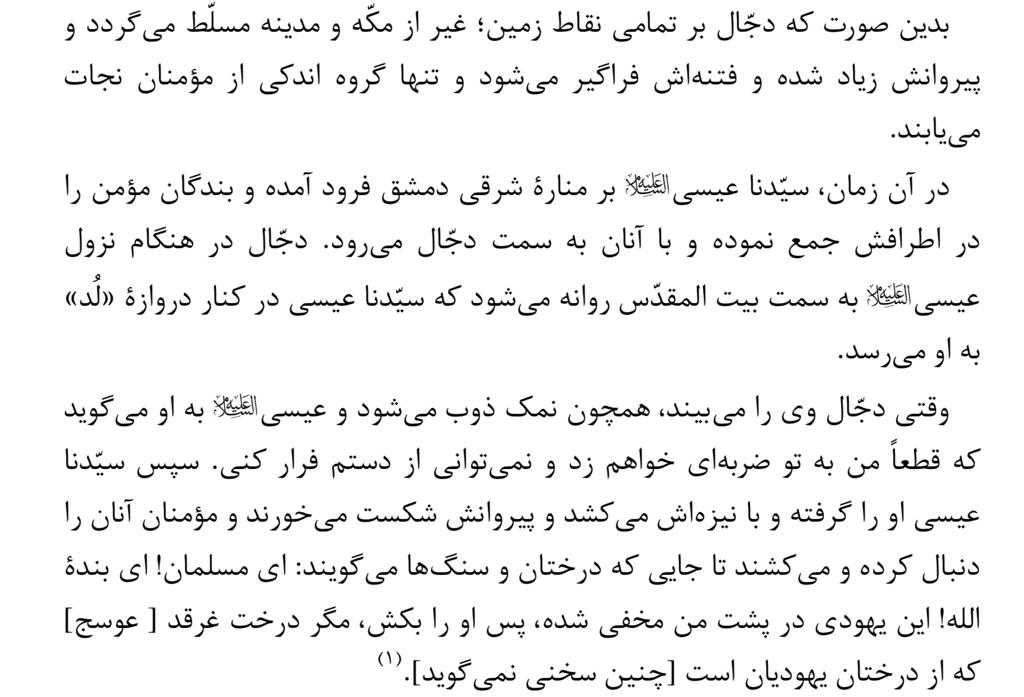 بدین صورت که دجّال بر تمامی نقاط زمین؛ غیر از مکّه و مدینه مسلّط می‌گردد و
پیروانش زیاد شده و فتنه‌اش فراگیر می‌شود و تنها گروه اندکی از مؤمنان نجات
می‌یابند.
در آن زمان، سیّدنا عیسی علیه السلام بر منارهٔ شرقی دمشق فرود آمده و بندگان مؤمن را
در اطرافش جمع نموده و با آنان به سمت دجّال می‌رود. دجّال در هنگام نزول
عیسی علیه السلام به سمت بیت المقدّس روانه می‌شود که سیّدنا عیسی در کنار دروازهٔ «لُد»
به او می‌رسد.
وقتی دجّال وی را می‌بیند، همچون نمک ذوب می‌شود و عیسی علیه السلام به او می‌گوید
که قطعاً من به تو ضربه‌ای خواهم زد و نمی‌توانی از دستم فرار کنی. سپس سیّدنا
عیسی او را گرفته و با نیزه‌اش می‌کشد و پیروانش شکست می‌خورند و مؤمنان آنان را
دنبال کرده و می‌کشند تا جایی که درختان و سنگ‌ها می‌گویند: ای مسلمان! ای بندهٔ
الله! این یهودی در پشت من مخفی شده، پس او را بکش، مگر درخت غرقد [ عوسج]
که از درختان یهودیان است [چنین سخنی نمی‌گوید].(۱)